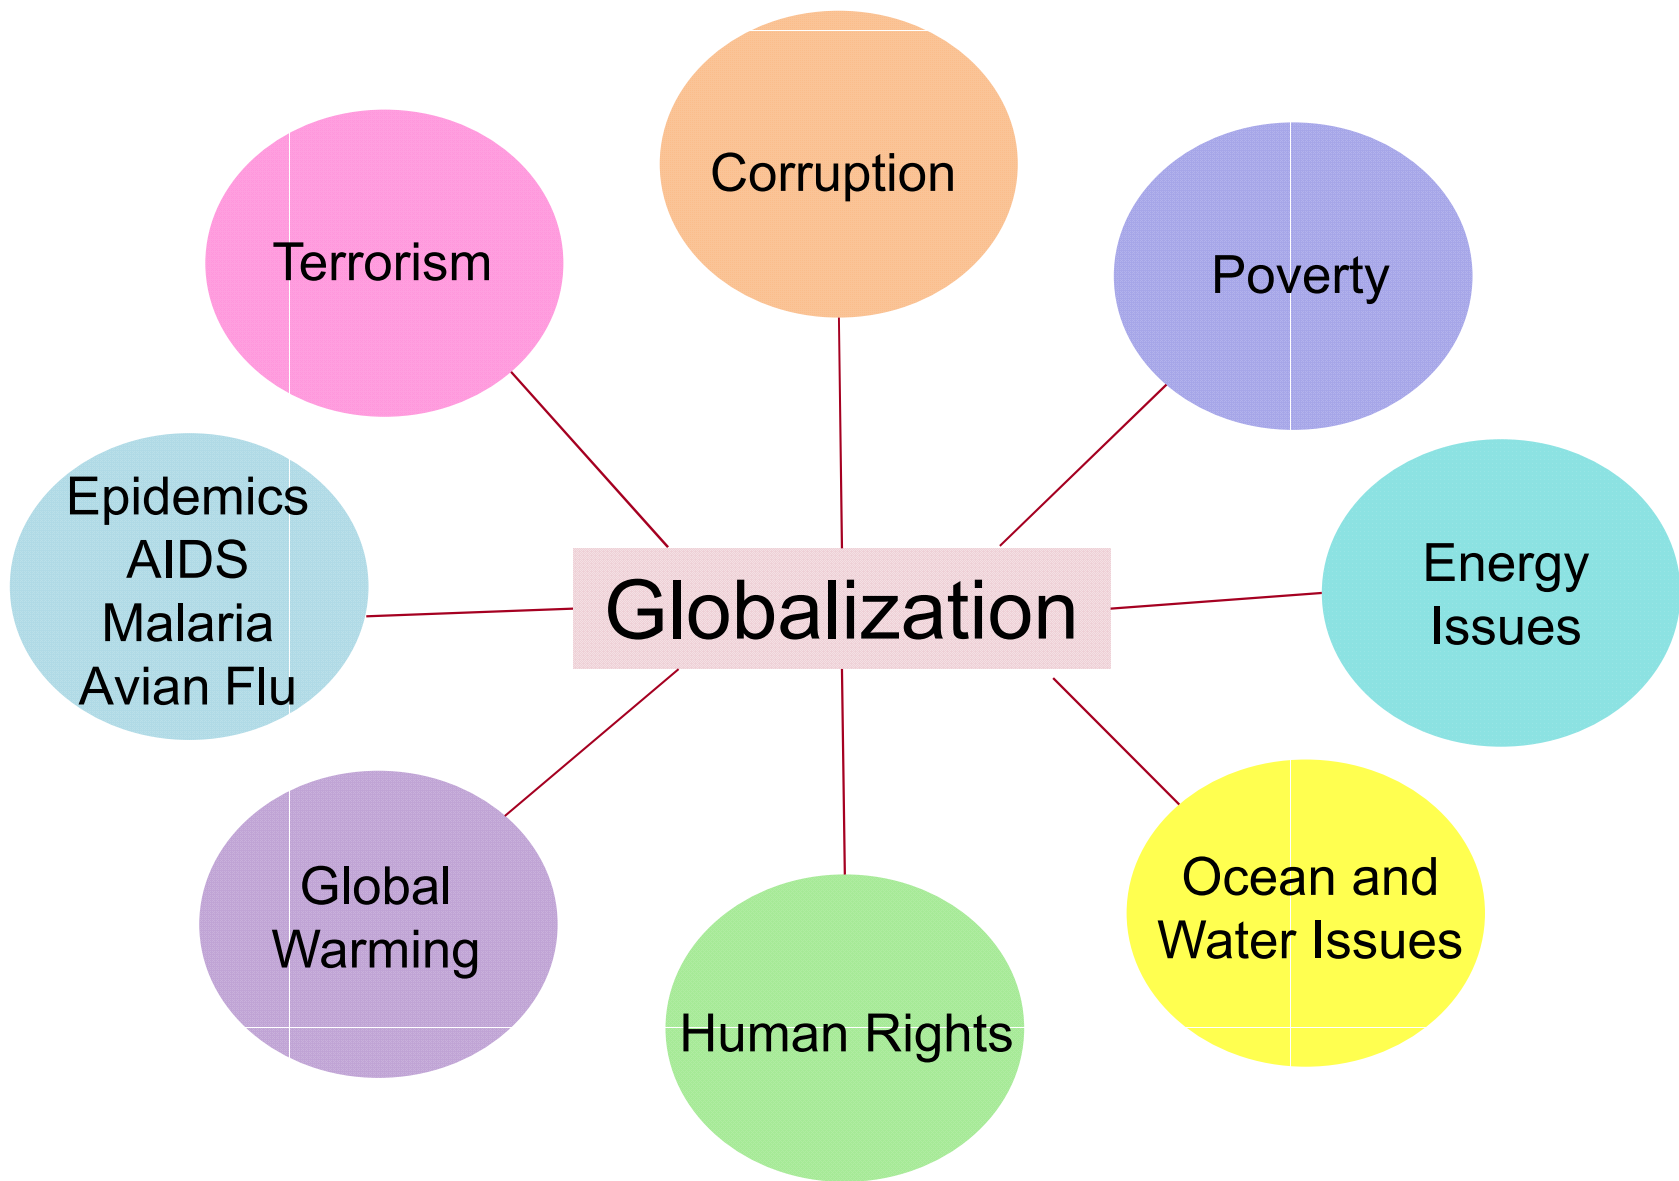 Corruption
Terrorism
Poverty
Epidemics
AIDS
Malaria
Avian Flu
Globalization
Energy
Issues
Global
Warming
Human Rights
Ocean and
Water Issues